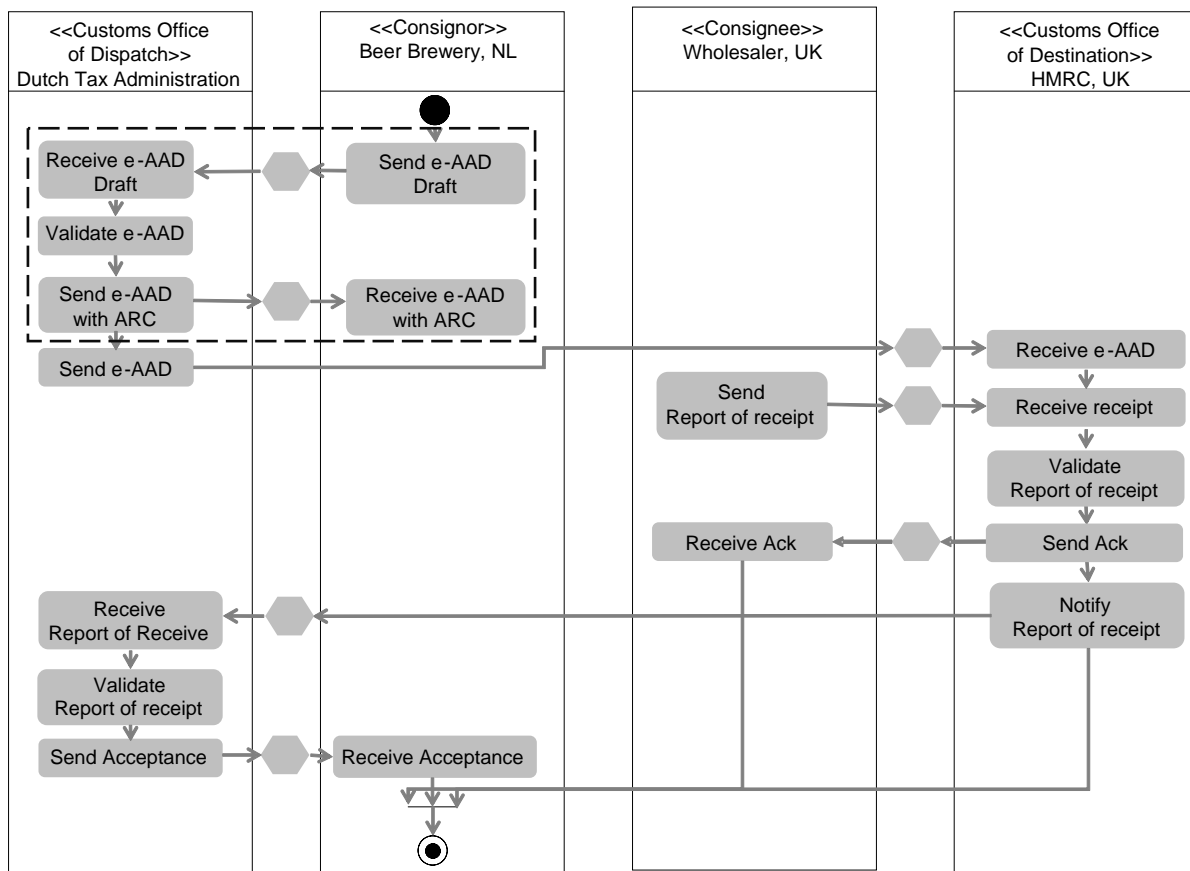 <<Customs Office
of Dispatch>>
Dutch Tax Administration
<<Consignor>>
Beer Brewery, NL
<<Consignee>>
Wholesaler, UK
<<Customs Office
of Destination>>
HMRC, UK
Receive e-AAD
Draft
Send e-AAD
Draft
Validate e-AAD
Send e-AAD
with ARC
Receive e-AAD
with ARC
Send e-AAD
Receive e-AAD
Send
Report of receipt
Receive receipt
Validate
Report of receipt
Receive Ack
Send Ack
Receive
Report of Receive
Notify
Report of receipt
Validate
Report of receipt
Send Acceptance
Receive Acceptance